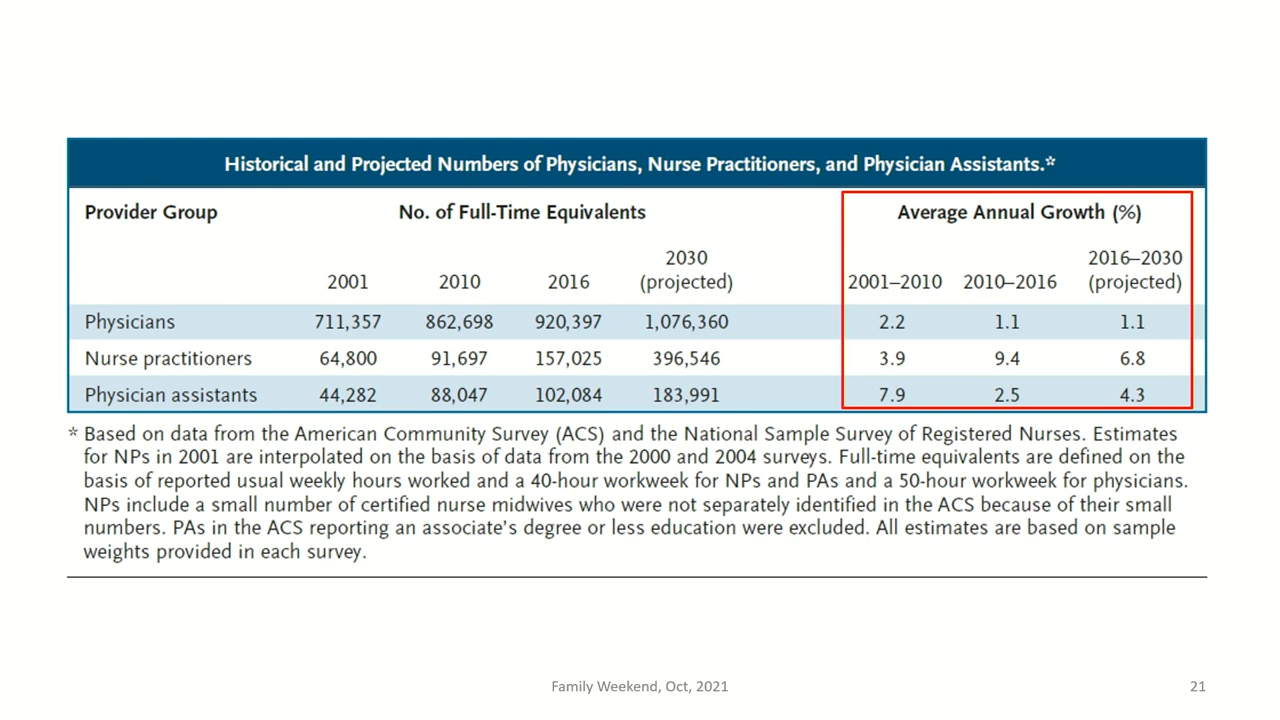 Historical and Projected Numbers of Physicians, Nurse Practitioners, and Physician Assistants.*
Provider Group No. of Full-Time Equivalents Average Annual Growth (%)
2001 2010 2016 2030 (projected) 2001–2010 2010–2016 2016–2030 (projected)
Physicians 711,357 862,698 920,397 1,076,360 2.2 1.1 1.1
Nurse practitioners 64,800 91,697 157,025 396,546 3.9 9.4 6.8
Physician assistants 44,282 88,047 102,084 183,991 7.9 2.5 4.3
* Based on data from the American Community Survey (ACS) and the National Sample Survey of Registered Nurses. Estimates
for NPs in 2001 are interpolated on the basis of data from the 2000 and 2004 surveys. Full-time equivalents are defined on the
basis of reported usual weekly hours worked and a 40-hour workweek for NPs and PAs and a 50-hour workweek for physicians.
NPs include a small number of certified nurse midwives who were not separately identified in the ACS because of their small
numbers. PAs in the ACS reporting an associate's degree or less education were excluded. All estimates are based on sample
weights provided in each survey.
Family Weekend, Oct, 2021 21